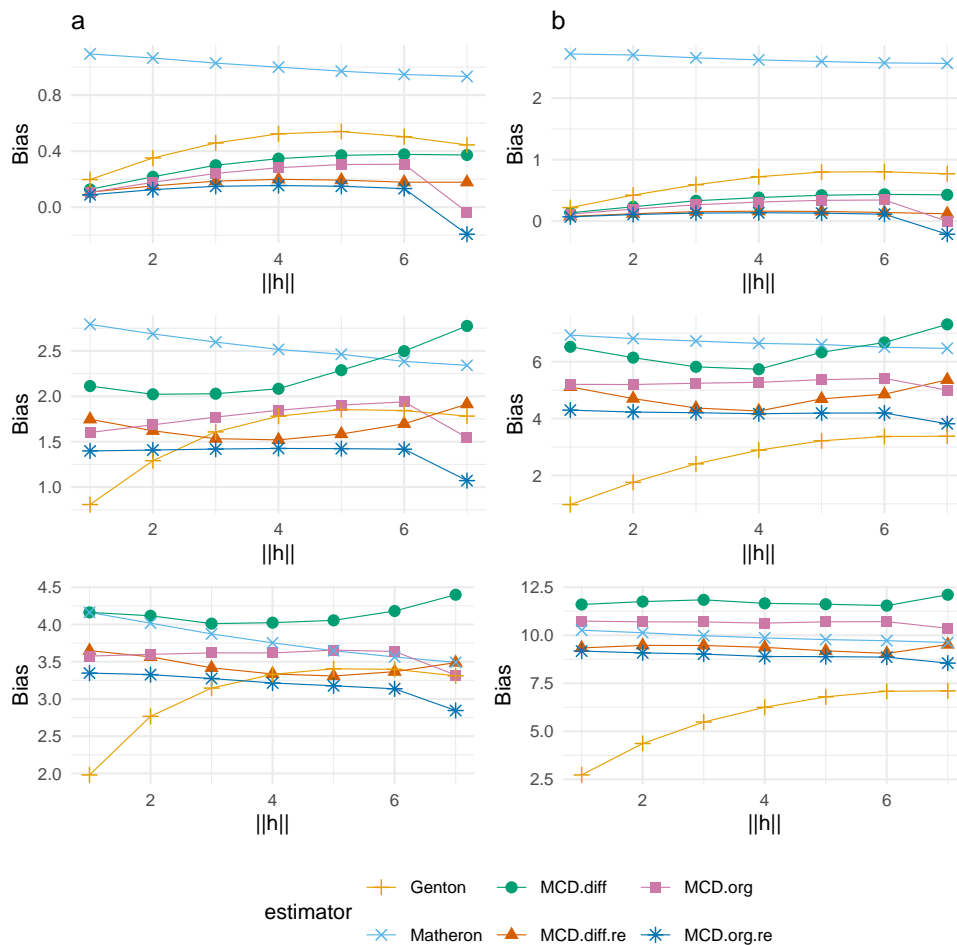 a
b
Bias
0.8
0.4
0.0
2 4 6
||h||
Bias
2
1
0
2 4 6
||h||
Bias
2.5
2.0
1.5
1.0
2 4 6
||h||
Bias
6
4
2
2 4 6
||h||
Bias
4.5
4.0
3.5
3.0
2.5
2.0
2 4 6
||h||
Bias
12.5
10.0
7.5
5.0
2.5
2 4 6
||h||
estimator
Genton MCD.diff MCD.org
Matheron MCD.diff.re MCD.org.re